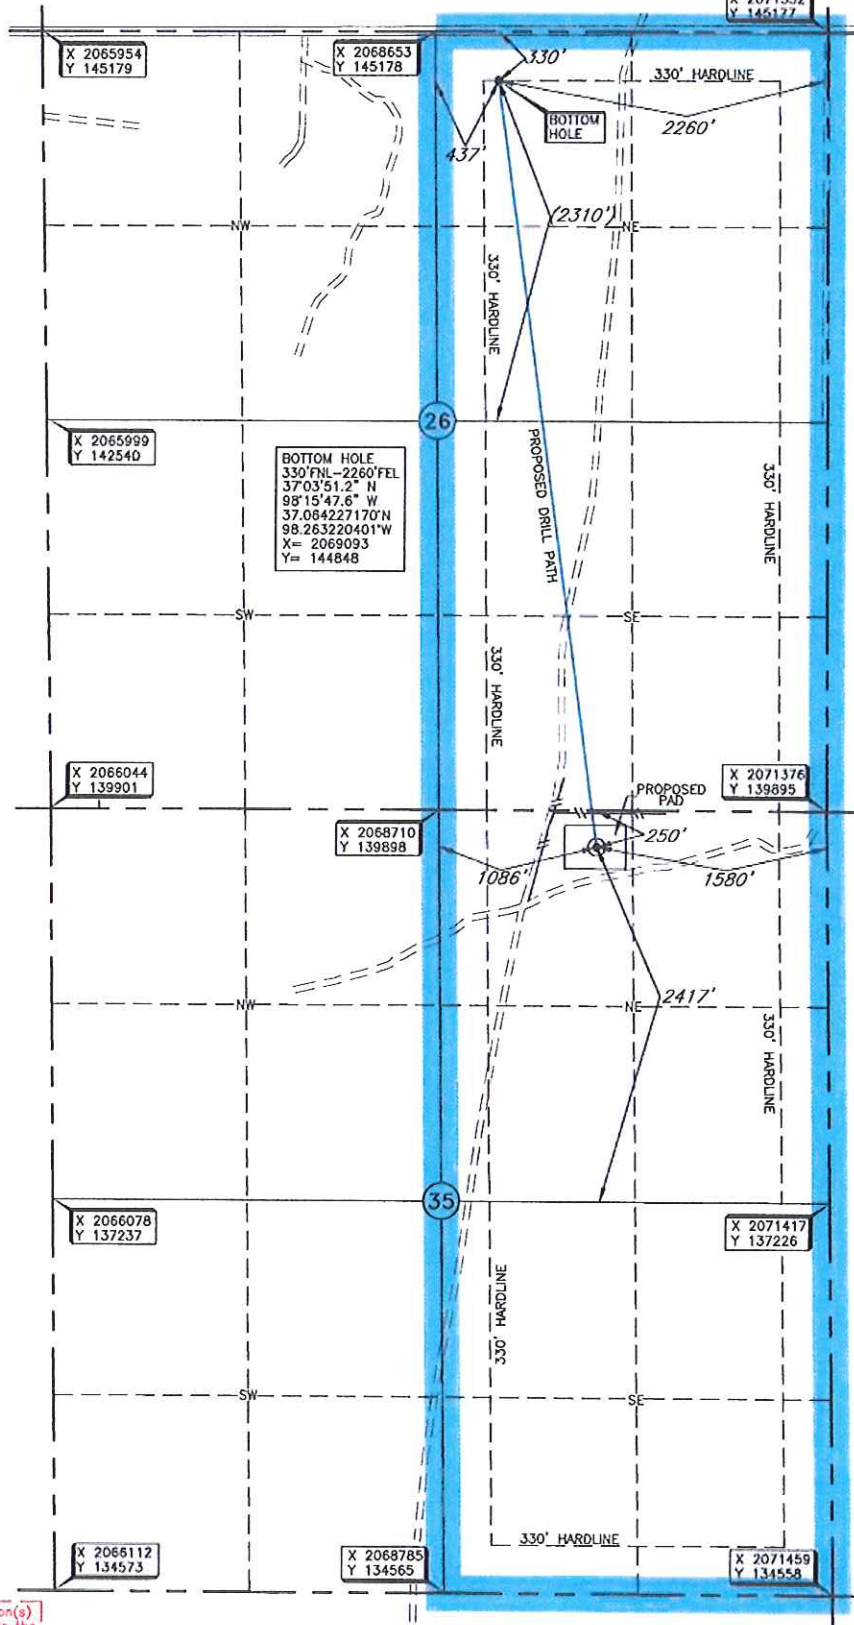 Y 145177
X 2065954
Y 145179
X 2068653
Y 145178
330'
330' HARDLINE
BOTTOM
HOLE
2260'
437'
(2310')
NW
NE
330' HARDLINE
26
X 2065999
Y 142540
BOTTOM HOLE
330'FNL-2260'FEL
37°03'51.2" N
98°15'47.6" W
37.064227170°N
98.263220401°W
X= 2069093
Y= 144848
PROPOSED DRILL PATH
330' HARDLINE
SW
SE
330' HARDLINE
X 2066044
Y 139901
X 2071376
Y 139895
PROPOSED
PAD
X 2068710
Y 139898
250'
1086'
1580'
NW
NE
2417'
330' HARDLINE
35
X 2066078
Y 137237
X 2071417
Y 137226
330' HARDLINE
SW
SE
330' HARDLINE
X 2066112
Y 134573
X 2068785
Y 134565
X 2071459
Y 134558
on(s)